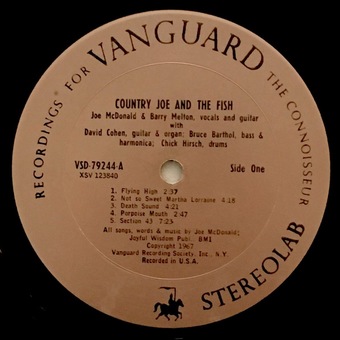 RECORDINGS FOR VANGUARD THE CONNOISSEUR
COUNTRY JOE AND THE FISH
Joe McDonald & Barry Melton, vocals and guitar
with
David Cohen, guitar & organ; Bruce Barthol, bass &
harmonica; Chick Hirsch, drums
VSD-79244-A
XSV 123840
Side One
1. Flying High 2:37
2. Not so Sweet Martha Lorraine 4:18
3. Death Sound 4:21
4. Porpoise Mouth 2:47
5. Section 43 7:23
All songs, words & music by Joe McDonald;
Joyful Wisdom Publ. BMI
Copyright 1967
Vanguard Recording Society, Inc., N.Y.
Recorded in U.S.A.
STEREOLAB